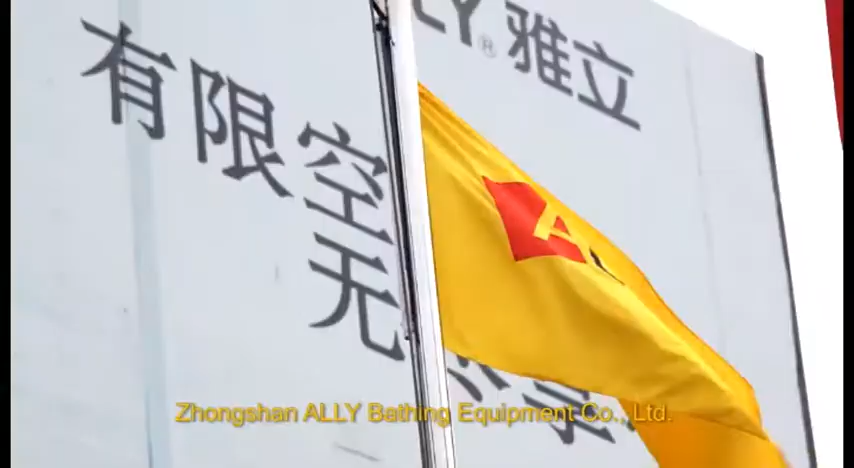 LY® 雅立
有限空
无
A
Zhongshan ALLY Bathing Equipment Co., Ltd.